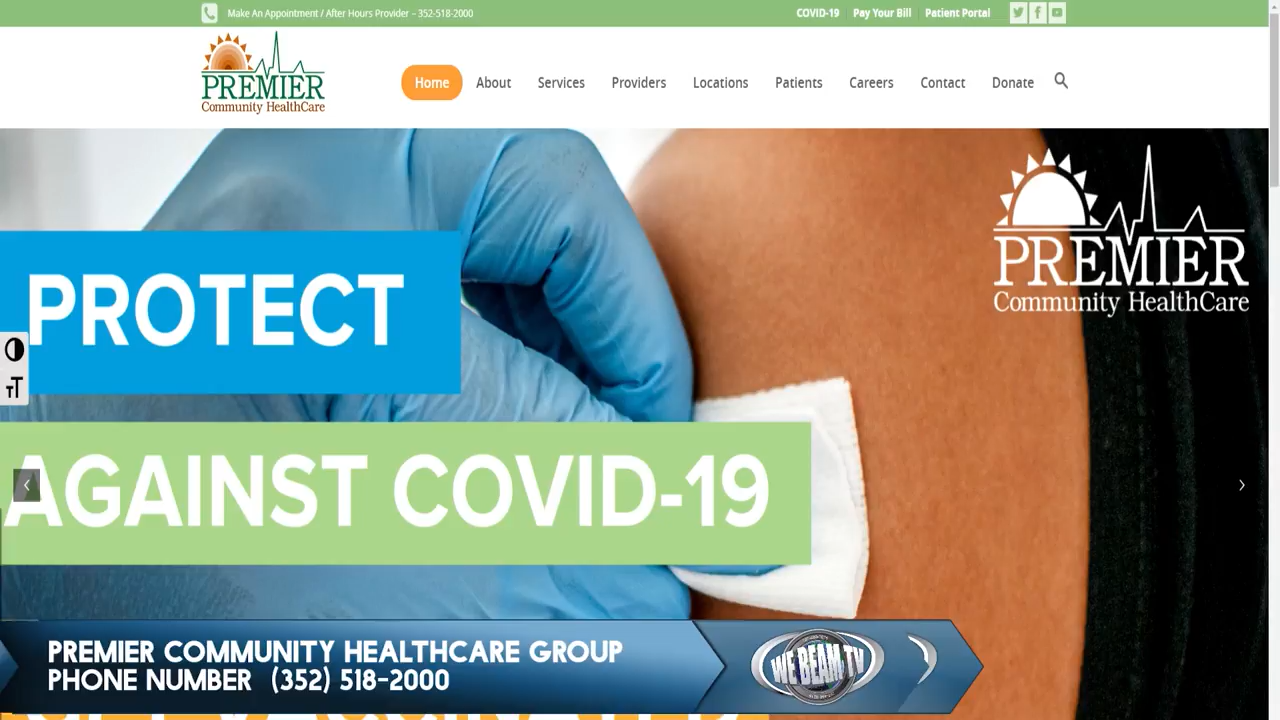 Make An Appointment / After Hours Provider – 352-518-2000
COVID-19 Pay Your Bill Patient Portal
PREMIER
Community HealthCare
Home About Services Providers Locations Patients Careers Contact Donate
PREMIER
Community HealthCare
PROTECT
AGAINST COVID-19
PREMIER COMMUNITY HEALTHCARE GROUP
PHONE NUMBER (352) 518-2000
WE BEAM TV